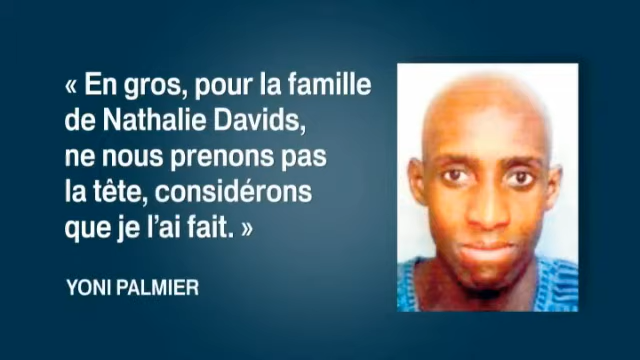 « En gros, pour la famille
de Nathalie Davids,
ne nous prenons pas
la tête, considérons
que je l’ai fait. »
YONI PALMIER